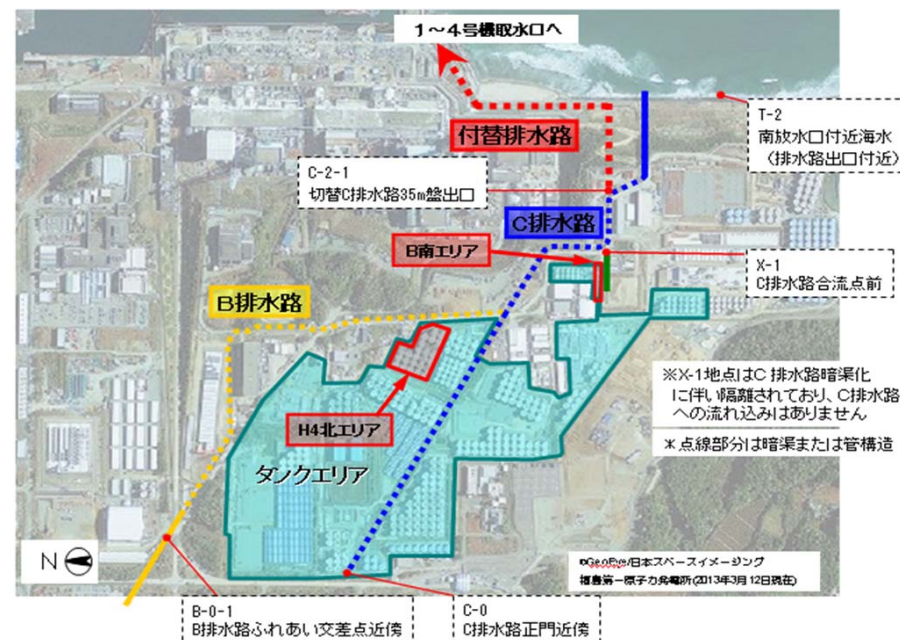 1～4号機取水口へ
T-2
南放水口付近海水
（排水路出口付近）
付替排水路
C-2-1
切替C排水路35m盤出口
C排水路
B南エリア
X-1
C排水路合流点前
B排水路
※X-1地点はC排水路暗渠化
に伴い隔離されており、C排水路
への流れ込みはありません
H4北エリア
＊点線部分は暗渠または管構造
タンクエリア
N
©GeoEye/日本スペースイメージング
福島第一原子力発電所(2013年3月12日現在)
B-0-1
B排水路ふれあい交差点近傍
C-0
C排水路正門近傍